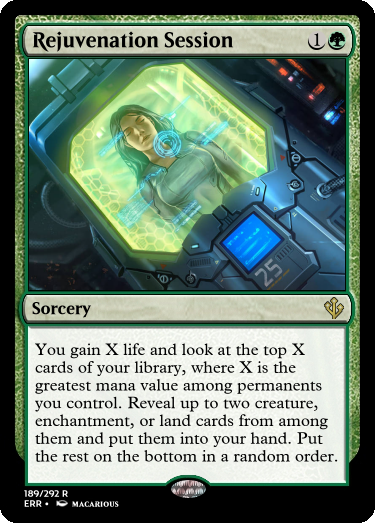 Rejuvenation Session 1
25
Sorcery
You gain X life and look at the top X
cards of your library, where X is the
greatest mana value among permanents
you control. Reveal up to two creature,
enchantment, or land cards from among
them and put them into your hand. Put
the rest on the bottom in a random order.
189/292 R
ERR • MACARIOUS